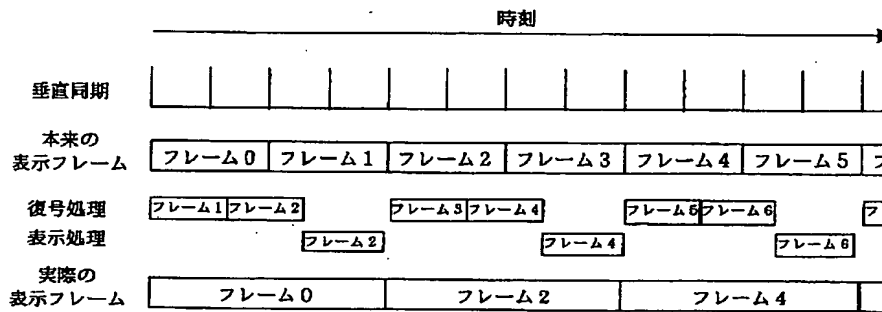 時刻
垂直同期
本来の
表示フレーム
フレーム0 フレーム1 フレーム2 フレーム3 フレーム4 フレーム5 フ
復号処理
フレーム1 フレーム2 フレーム3 フレーム4 フレーム5 フレーム6 フ
表示処理
フレーム2 フレーム4 フレーム6
実際の
表示フレーム
フレーム0 フレーム2 フレーム4